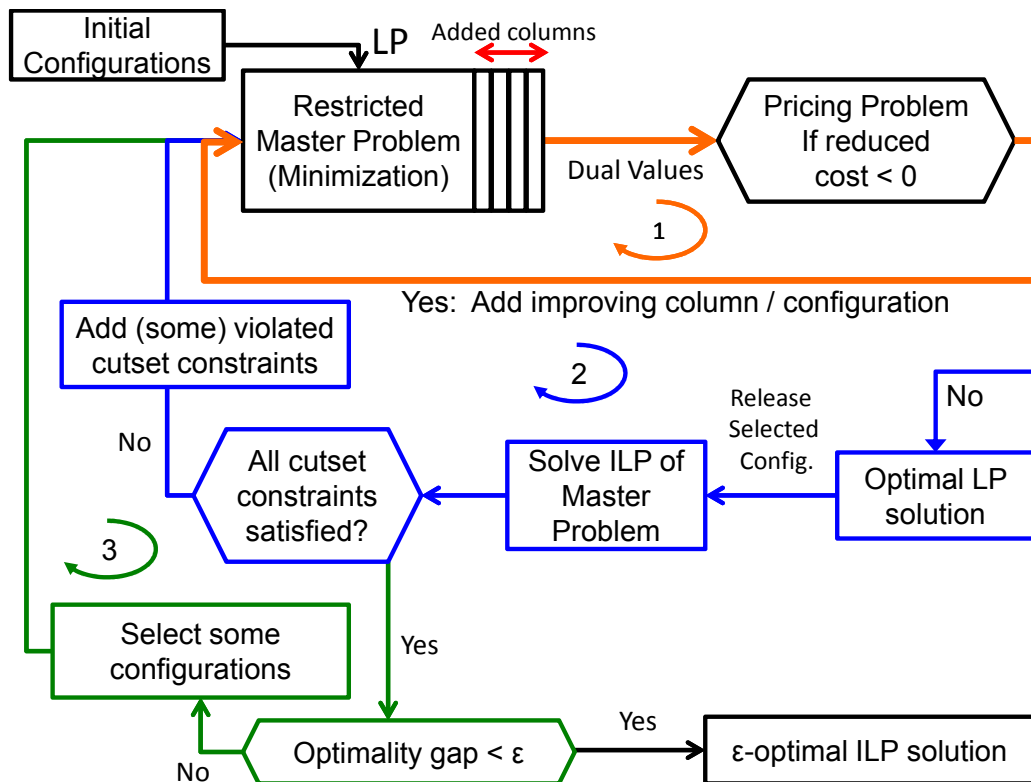 Initial
Configurations
LP
Added columns
Restricted
Master Problem
(Minimization)
Dual Values
Pricing Problem
If reduced
cost < 0
1
Yes: Add improving column / configuration
Add (some) violated
cutset constraints
2
No
Release
Selected
Config.
No
All cutset
constraints
satisfied?
Solve ILP of
Master
Problem
Optimal LP
solution
3
Select some
configurations
Yes
No
Optimality gap < ε
Yes
ε-optimal ILP solution